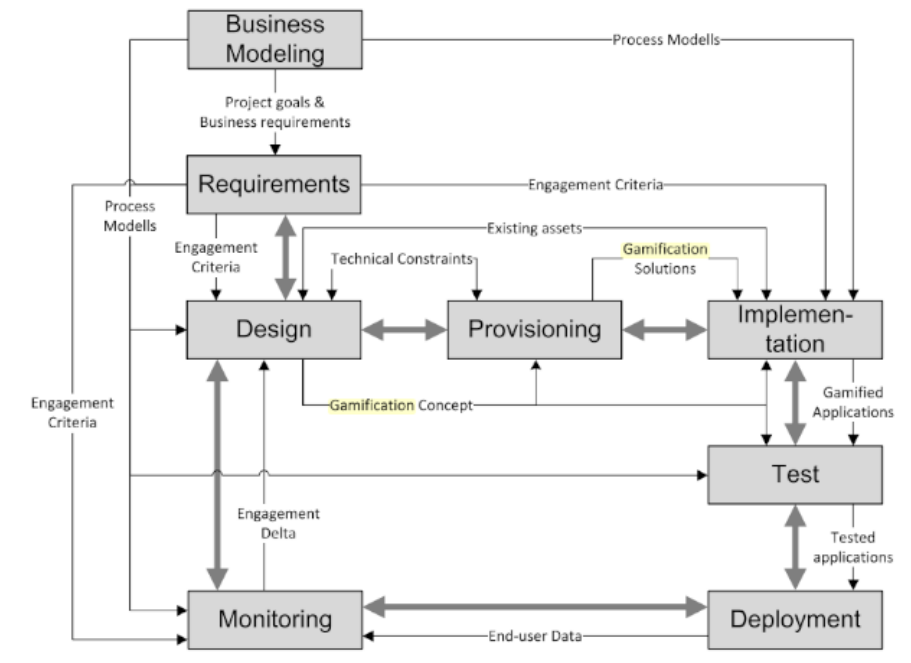 Business
Modeling
Process Modells
Project goals &
Business requirements
Requirements
Engagement Criteria
Process
Modells
Engagement
Criteria
Existing assets
Technical Constraints
Gamification
Solutions
Design
Provisioning
Implemen-
tation
Engagement
Criteria
Gamification Concept
Gamified
Applications
Test
Engagement
Delta
Tested
applications
Monitoring
Deployment
End-user Data